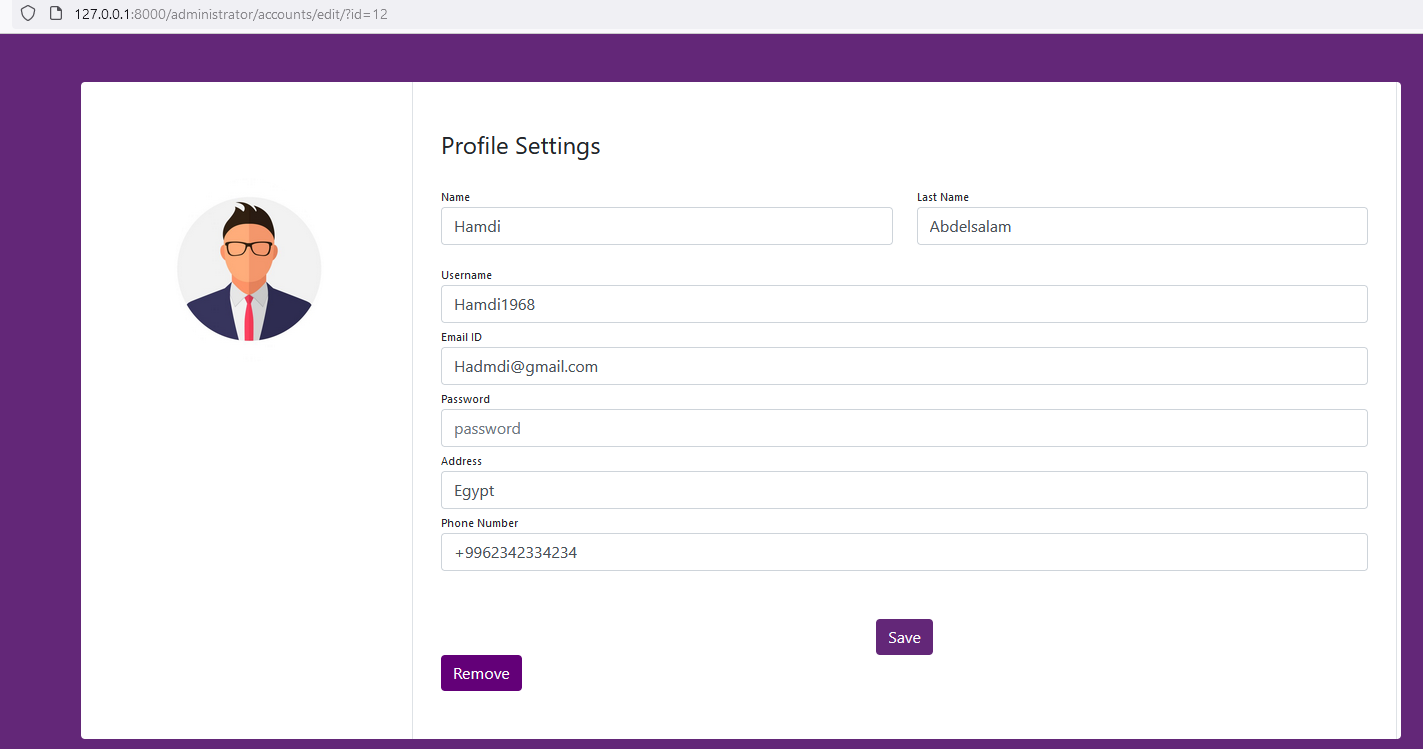 127.0.0.1:8000/administrator/accounts/edit/?id=12
Profile Settings
Name Last Name
Hamdi Abdelsalam
Username
Hamdi1968
Email ID
Hadmdi@gmail.com
Password
password
Address
Egypt
Phone Number
+9962342334234
Save
Remove